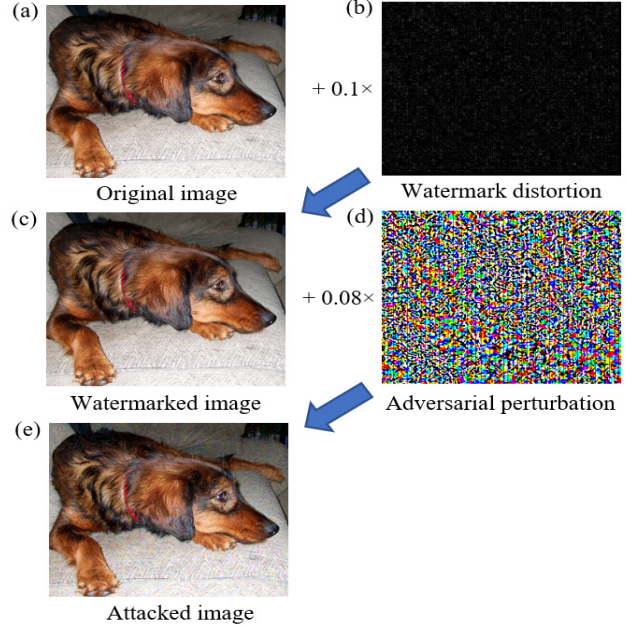 (a)
(b)
+ 0.1×
Original image
Watermark distortion
(c)
(d)
+ 0.08×
Watermarked image
Adversarial perturbation
(e)
Attacked image